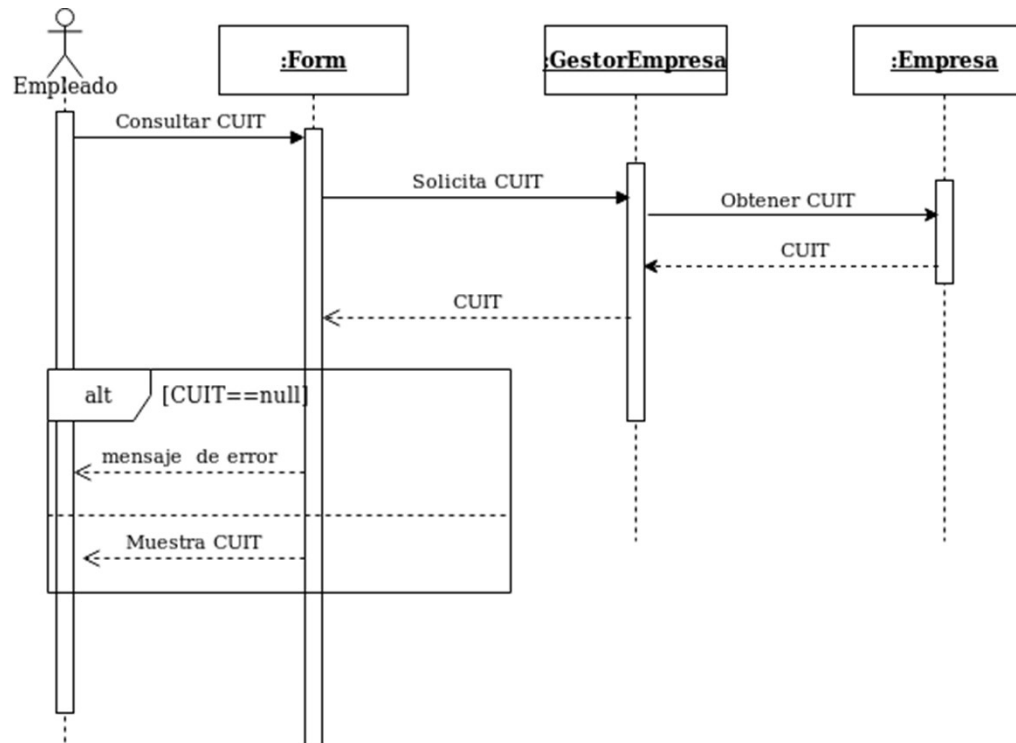 Empleado
:Form
:GestorEmpresa
:Empresa
Consultar CUIT
Solicita CUIT
Obtener CUIT
CUIT
CUIT
alt
[CUIT==null]
mensaje de error
Muestra CUIT